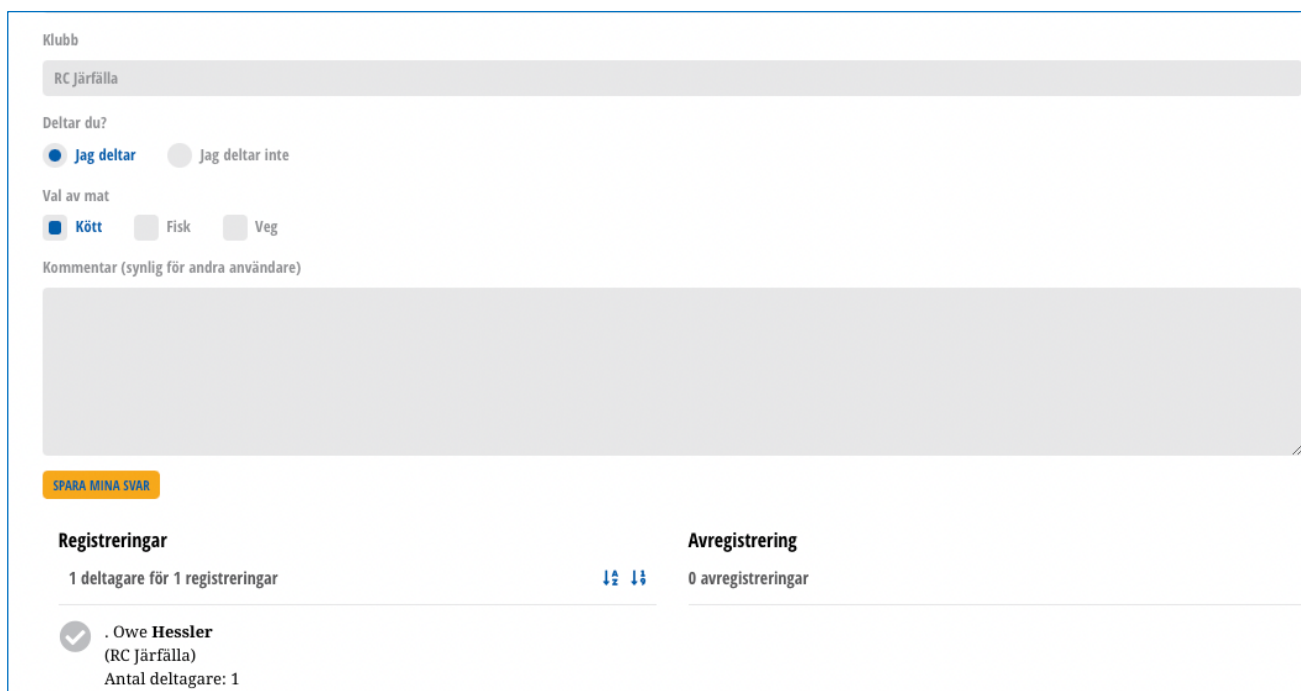 Klubb
RC Järfälla
Deltar du?
Jag deltar Jag deltar inte
Val av mat
Kött Fisk Veg
Kommentar (synlig för andra användare)
SPARA MINA SVAR
Registreringar
1 deltagare för 1 registreringar
Avregistrering
0 avregistreringar
. Owe Hessler
(RC Järfälla)
Antal deltagare: 1